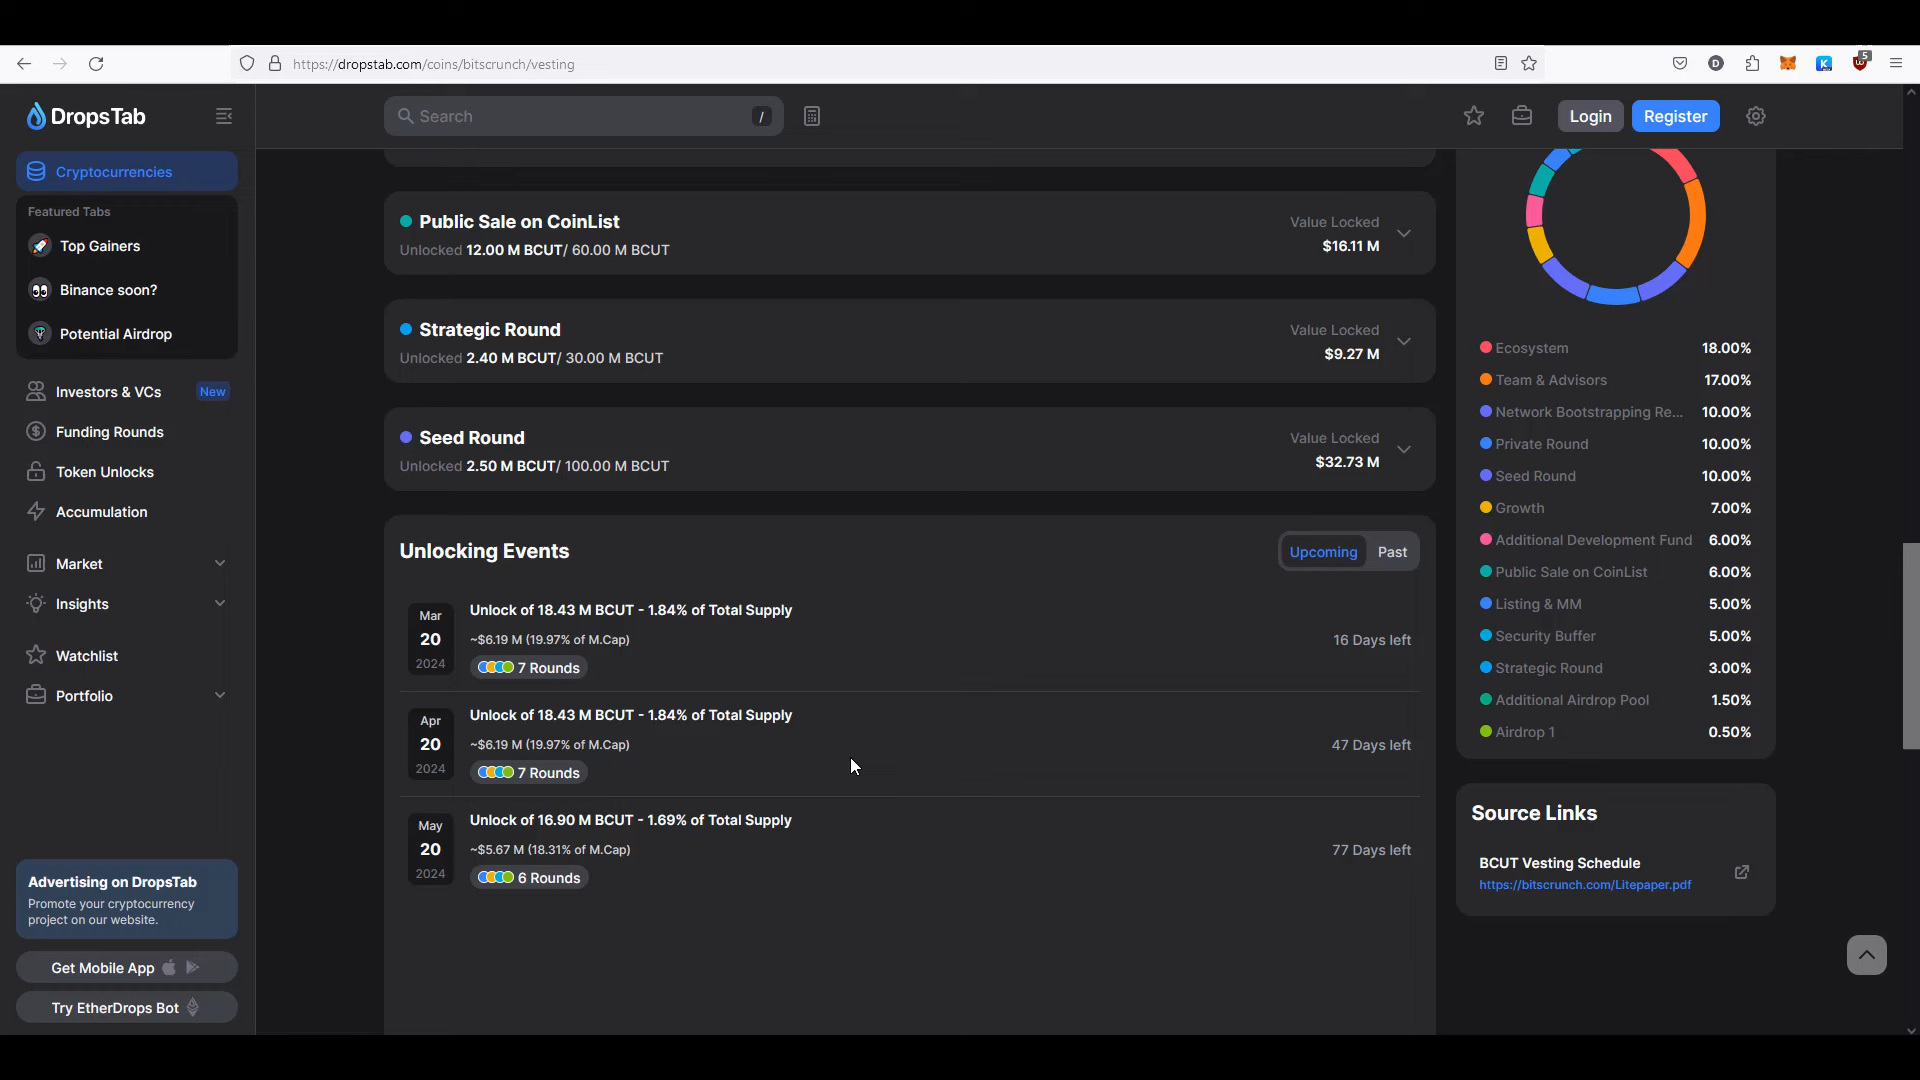 https://dropstab.com/coins/bitscrunch/vesting
D
5
DropsTab
Search
/
Login
Register
Cryptocurrencies
Featured Tabs
Top Gainers
Binance soon?
Potential Airdrop
Investors & VCs
New
Funding Rounds
Token Unlocks
Accumulation
Market
Insights
Watchlist
Portfolio
Advertising on DropsTab
Promote your cryptocurrency
project on our website.
Get Mobile App
Try EtherDrops Bot
Public Sale on CoinList
Unlocked 12.00 M BCUT/ 60.00 M BCUT
Value Locked
$16.11 M
Strategic Round
Unlocked 2.40 M BCUT/ 30.00 M BCUT
Value Locked
$9.27 M
Seed Round
Unlocked 2.50 M BCUT/ 100.00 M BCUT
Value Locked
$32.73 M
Unlocking Events
Upcoming
Past
Mar
20
2024
Unlock of 18.43 M BCUT - 1.84% of Total Supply
~$6.19 M (19.97% of M.Cap)
7 Rounds
16 Days left
Apr
20
2024
Unlock of 18.43 M BCUT - 1.84% of Total Supply
~$6.19 M (19.97% of M.Cap)
7 Rounds
47 Days left
May
20
2024
Unlock of 16.90 M BCUT - 1.69% of Total Supply
~$5.67 M (18.31% of M.Cap)
6 Rounds
77 Days left
Ecosystem 18.00%
Team & Advisors 17.00%
Network Bootstrapping Re... 10.00%
Private Round 10.00%
Seed Round 10.00%
Growth 7.00%
Additional Development Fund 6.00%
Public Sale on CoinList 6.00%
Listing & MM 5.00%
Security Buffer 5.00%
Strategic Round 3.00%
Additional Airdrop Pool 1.50%
Airdrop 1 0.50%
Source Links
BCUT Vesting Schedule
https://bitscrunch.com/Litepaper.pdf